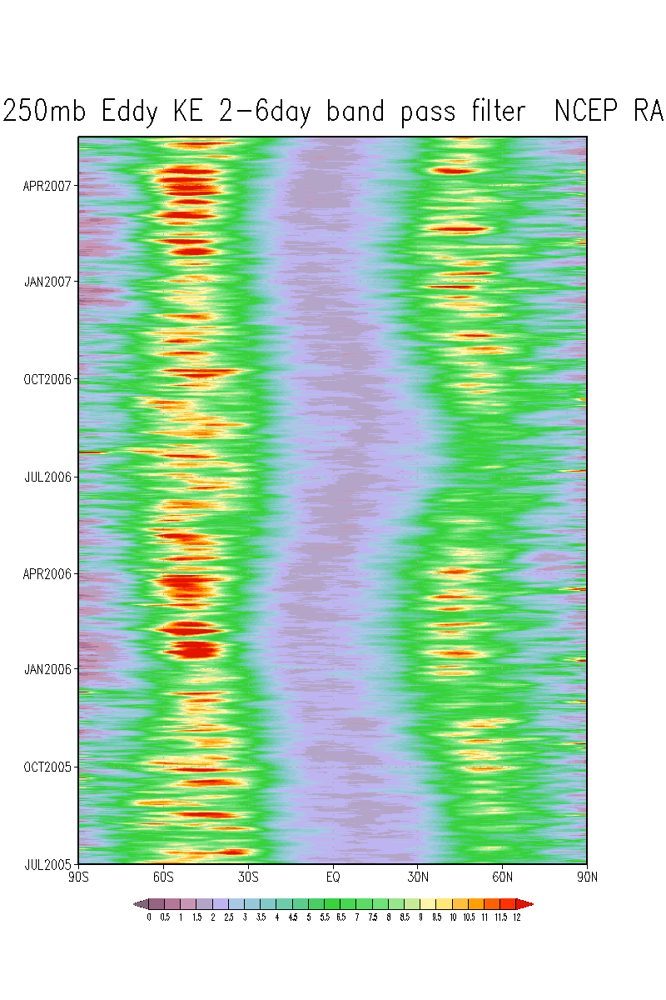 250mb Eddy KE 2-6day band pass filter NCEP RA
APR2007
JAN2007
OCT2006
JUL2006
APR2006
JAN2006
OCT2005
JUL2005
90S 60S 30S EQ 30N 60N 90N
0 0.5 1 1.5 2 2.5 3 3.5 4 4.5 5 5.5 6 6.5 7 7.5 8 8.5 9 9.5 10 10.5 11 11.5 12